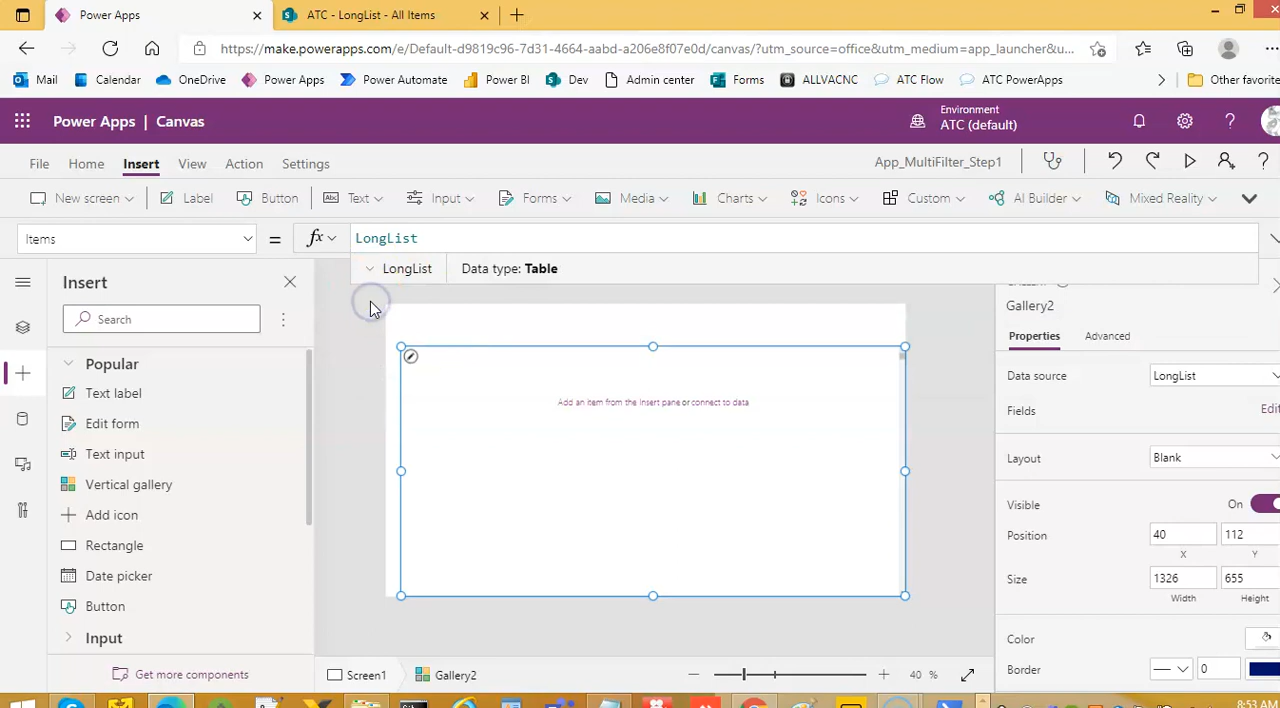 Power Apps
ATC - LongList - All Items
https://make.powerapps.com/e/Default-d9819c96-7d31-4664-aabd-a206e8f07e0d/canvas/?utm_source=office&utm_medium=app_launcher&u...
Mail
Calendar
OneDrive
Power Apps
Power Automate
Power BI
Dev
Admin center
Forms
ALLVACNC
ATC Flow
ATC PowerApps
Other favorite
Power Apps | Canvas
Environment
ATC (default)
File
Home
Insert
View
Action
Settings
App_MultiFilter_Step1
New screen
Label
Button
Abc
Text
Input
Forms
Media
Charts
Icons
Custom
AI Builder
Mixed Reality
Items
=
fx
LongList
LongList
Data type: Table
Insert
Search
Popular
Text label
Edit form
Text input
Vertical gallery
Add icon
Rectangle
Date picker
Button
Input
Get more components
Add an item from the Insert pane or connect to data
Gallery2
Properties
Advanced
Data source
LongList
Fields
Edit
Layout
Blank
Visible
On
Position
40
112
X
Y
Size
1326
655
Width
Height
Color
Border
0
Screen1
Gallery2
40 %
8:53 AM